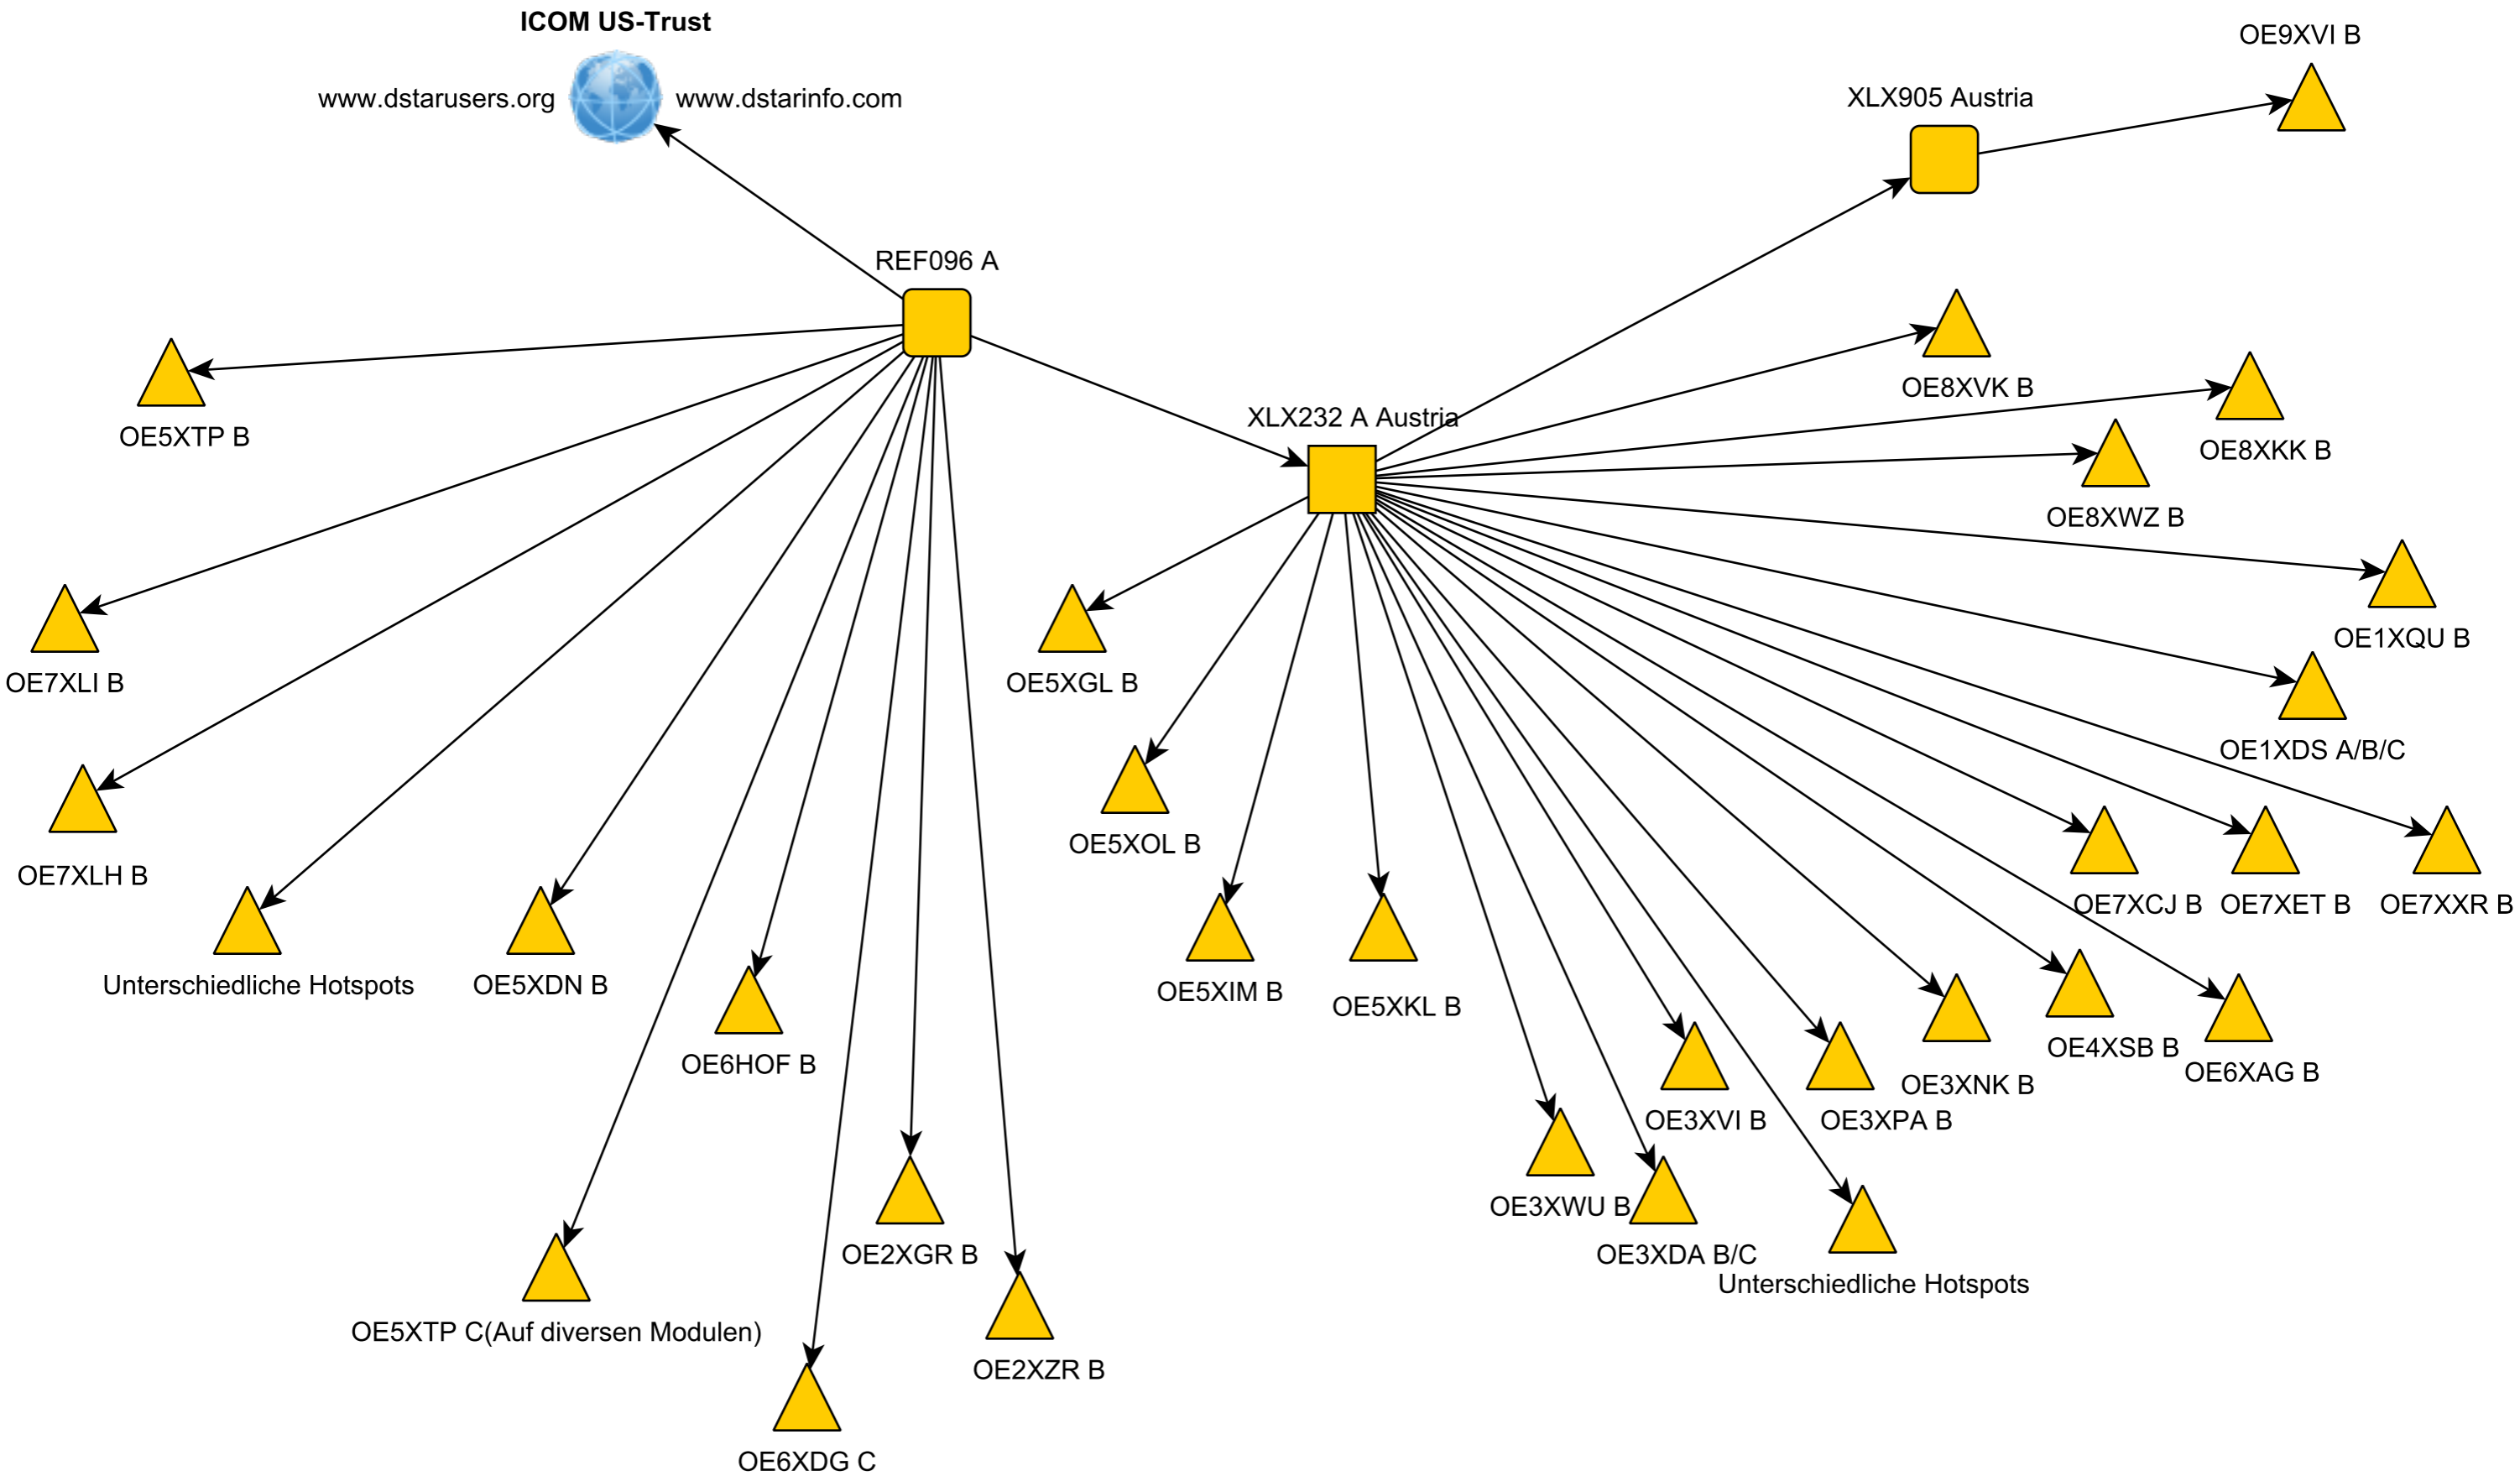 ICOM US-Trust
www.dstarusers.org
www.dstarinfo.com
OE9XVI B
XLX905 Austria
REF096 A
OE8XVK B
XLX232 A Austria
OE5XTP B
OE8XKK B
OE8XWZ B
OE1XQU B
OE7XLI B
OE5XGL B
OE1XDS A/B/C
OE5XOL B
OE7XLH B
OE7XCJ B
OE7XET B
OE7XXR B
Unterschiedliche Hotspots
OE5XDN B
OE5XIM B
OE5XKL B
OE6HOF B
OE4XSB B
OE6XAG B
OE3XNK B
OE3XVI B
OE3XPA B
OE3XWU B
OE2XGR B
OE3XDA B/C
Unterschiedliche Hotspots
OE5XTP C(Auf diversen Modulen)
OE2XZR B
OE6XDG C